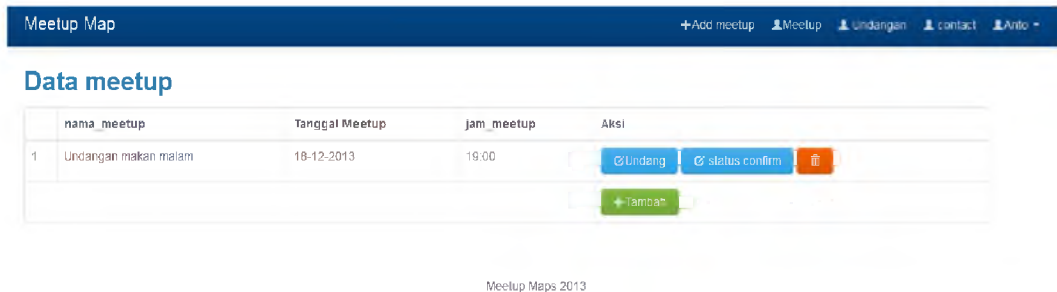 Meetup Map +Add meetup Meetup Undangan contact Anto
Data meetup
nama_meetup Tanggal Meetup jam_meetup Aksi
1 Undangan makan malam 18-12-2013 19:00 Undang status confirm
+Tambah
Meetup Maps 2013